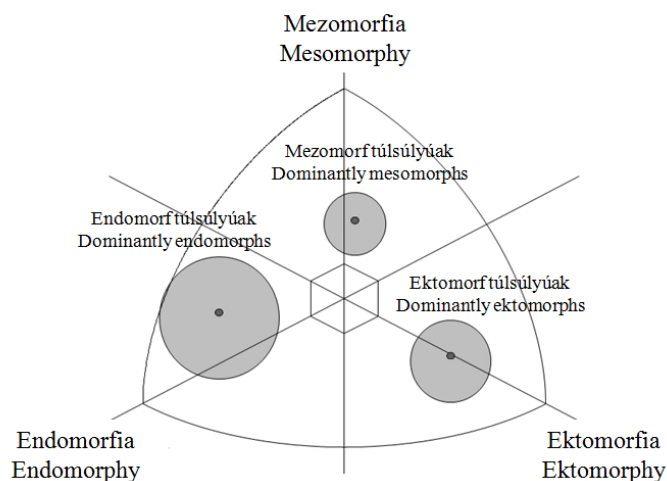 Mezomorfia
Mesomorphy
Mezomorf túlsúlyúak
Dominantly mesomorphs
Endomorf túlsúlyúak
Dominantly endomorphs
Ektomorf túlsúlyúak
Dominantly ektomorphs
Endomorfia
Endomorphy
Ektomorfia
Ektomorphy